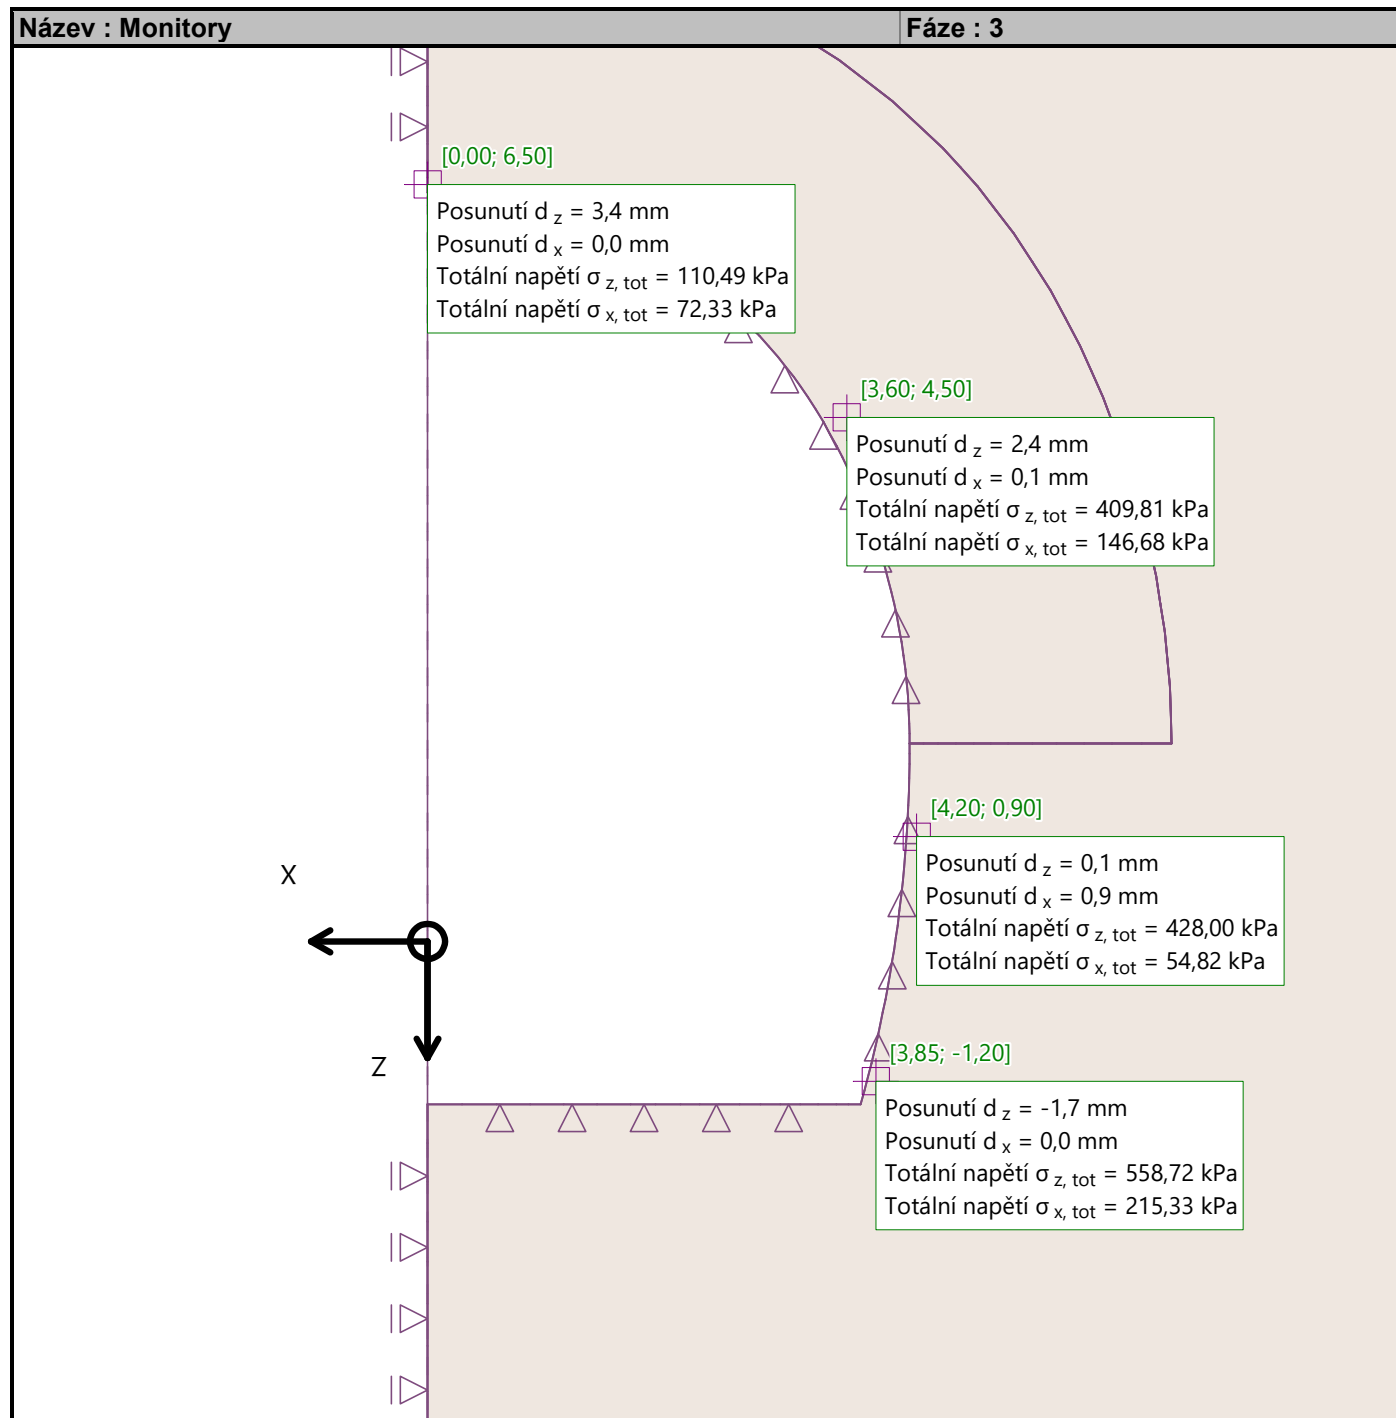 Název : Monitory
Fáze : 3
[0,00; 6,50]
Posunutí d z = 3,4 mm
Posunutí d x = 0,0 mm
Totální napětí σ z, tot = 110,49 kPa
Totální napětí σ x, tot = 72,33 kPa
[3,60; 4,50]
Posunutí d z = 2,4 mm
Posunutí d x = 0,1 mm
Totální napětí σ z, tot = 409,81 kPa
Totální napětí σ x, tot = 146,68 kPa
[4,20; 0,90]
Posunutí d z = 0,1 mm
Posunutí d x = 0,9 mm
Totální napětí σ z, tot = 428,00 kPa
Totální napětí σ x, tot = 54,82 kPa
X
Z
[3,85; -1,20]
Posunutí d z = -1,7 mm
Posunutí d x = 0,0 mm
Totální napětí σ z, tot = 558,72 kPa
Totální napětí σ x, tot = 215,33 kPa